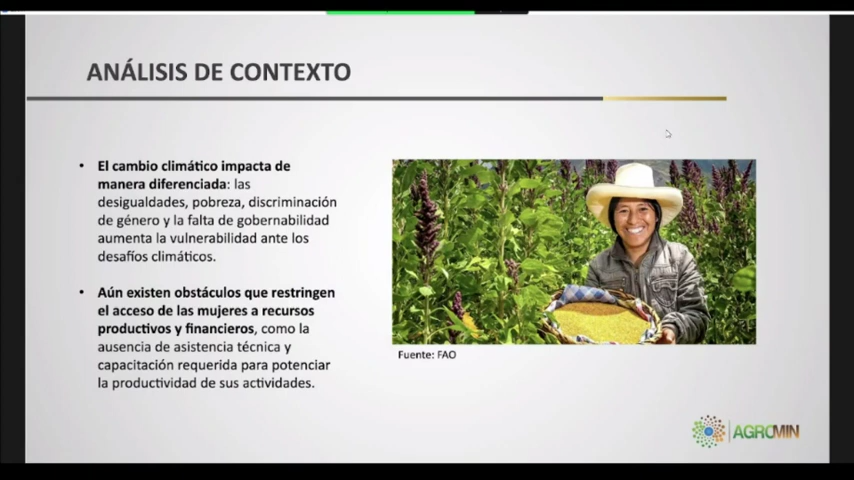 ANÁLISIS DE CONTEXTO
• El cambio climático impacta de
manera diferenciada: las
desigualdades, pobreza, discriminación
de género y la falta de gobernabilidad
aumenta la vulnerabilidad ante los
desafíos climáticos.
• Aún existen obstáculos que restringen
el acceso de las mujeres a recursos
productivos y financieros, como la
ausencia de asistencia técnica y
capacitación requerida para potenciar
la productividad de sus actividades.
Fuente: FAO
AGROMIN